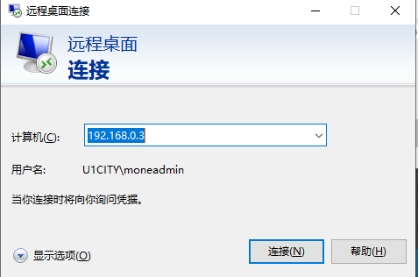 远程桌面连接
远程桌面
连接
计算机(C):
192.168.0.3
用户名:
U1CITY\moneadmin
当你连接时将向你询问凭据。
显示选项(O)
连接(N)
帮助(H)